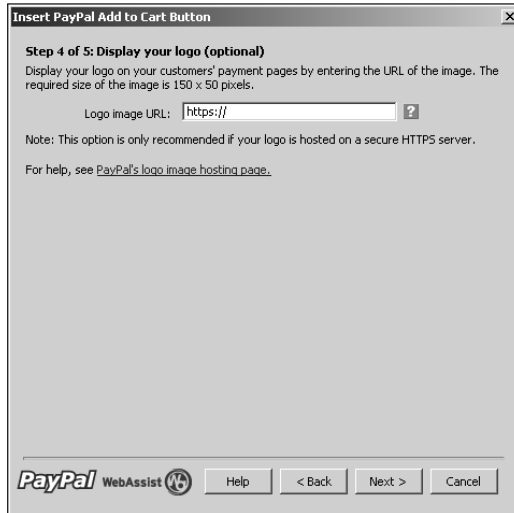 Insert PayPal Add to Cart Button
Step 4 of 5: Display your logo (optional)
Display your logo on your customers' payment pages by entering the URL of the image. The
required size of the image is 150 x 50 pixels.
Logo image URL: https:// ?
Note: This option is only recommended if your logo is hosted on a secure HTTPS server.
For help, see PayPal's logo image hosting page.
PayPal WebAssist W Help < Back Next > Cancel